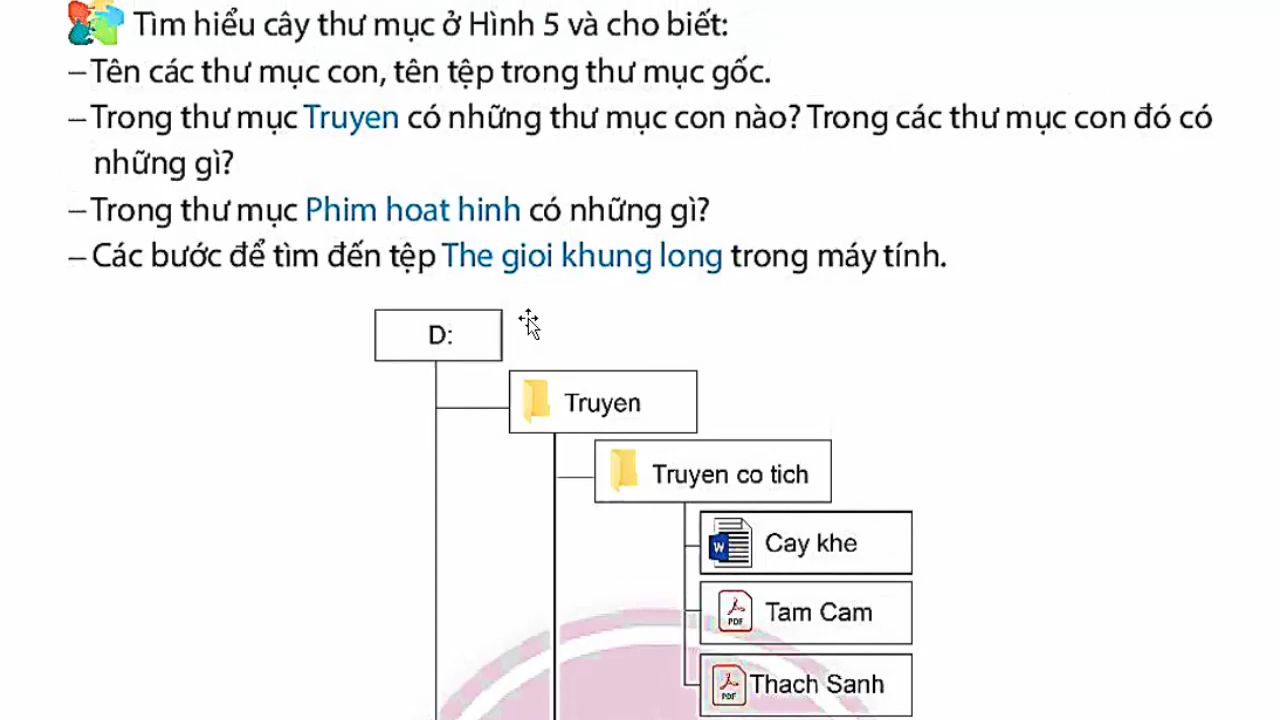 Tìm hiểu cây thư mục ở Hình 5 và cho biết:
– Tên các thư mục con, tên tệp trong thư mục gốc.
– Trong thư mục Truyen có những thư mục con nào? Trong các thư mục con đó có
những gì?
– Trong thư mục Phim hoat hinh có những gì?
– Các bước để tìm đến tệp The gioi khung long trong máy tính.
D:
Truyen
Truyen co tich
W Cay khe
PDF Tam Cam
PDF Thach Sanh